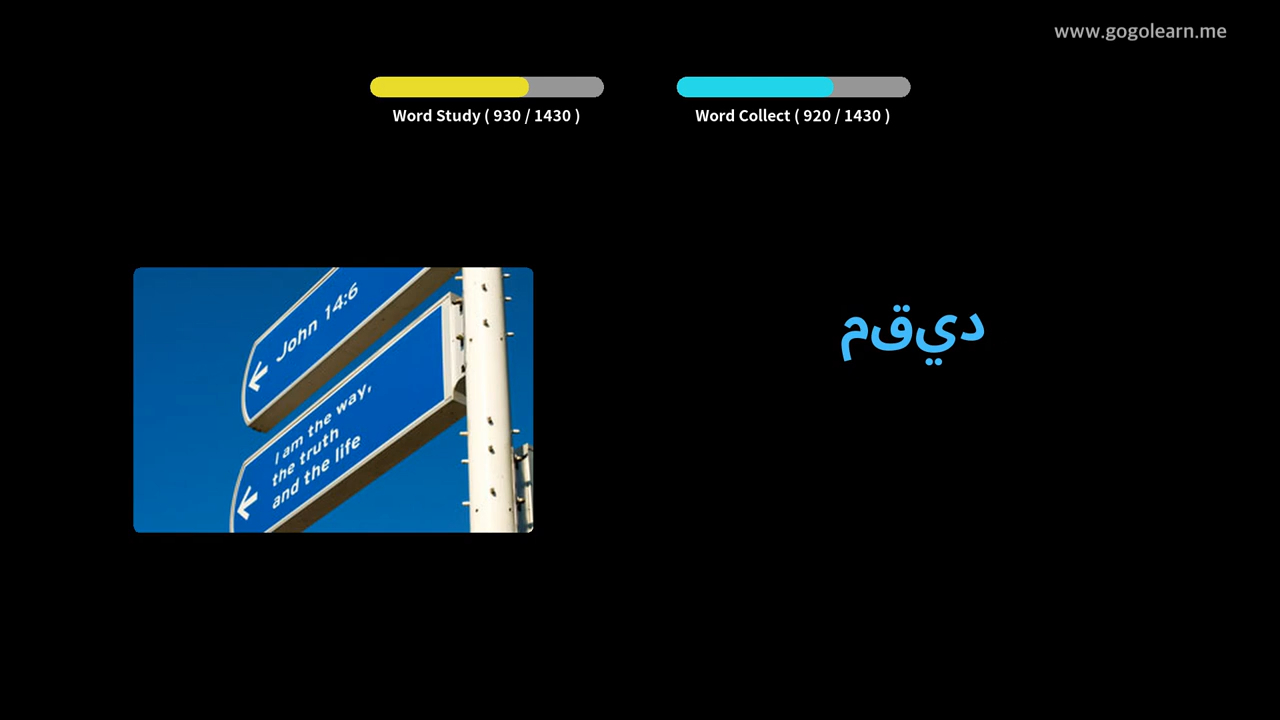 www.gogolearn.me
Word Study ( 930 / 1430 )
Word Collect ( 920 / 1430 )
John 14:6
I am the way,
the truth
and the life
ديقم